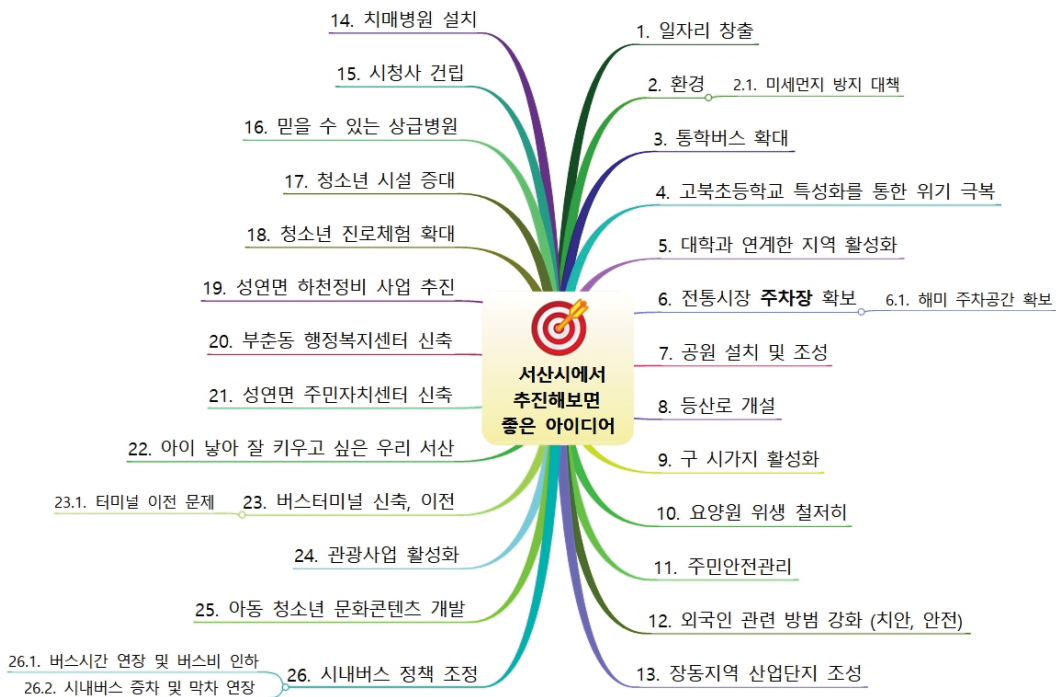 서산시에서
추진해보면
좋은 아이디어
1. 일자리 창출
2. 환경
2.1. 미세먼지 방지 대책
3. 통학버스 확대
4. 고북초등학교 특성화를 통한 위기 극복
5. 대학과 연계한 지역 활성화
6. 전통시장 주차장 확보
6.1. 해미 주차공간 확보
7. 공원 설치 및 조성
8. 등산로 개설
9. 구 시가지 활성화
10. 요양원 위생 철저히
11. 주민안전관리
12. 외국인 관련 방범 강화 (치안, 안전)
13. 장동지역 산업단지 조성
14. 치매병원 설치
15. 시청사 건립
16. 믿을 수 있는 상급병원
17. 청소년 시설 증대
18. 청소년 진로체험 확대
19. 성연면 하천정비 사업 추진
20. 부춘동 행정복지센터 신축
21. 성연면 주민자치센터 신축
22. 아이 낳아 잘 키우고 싶은 우리 서산
23. 버스터미널 신축, 이전
23.1. 터미널 이전 문제
24. 관광사업 활성화
25. 아동 청소년 문화콘텐츠 개발
26. 시내버스 정책 조정
26.1. 버스시간 연장 및 버스비 인하
26.2. 시내버스 증차 및 막차 연장